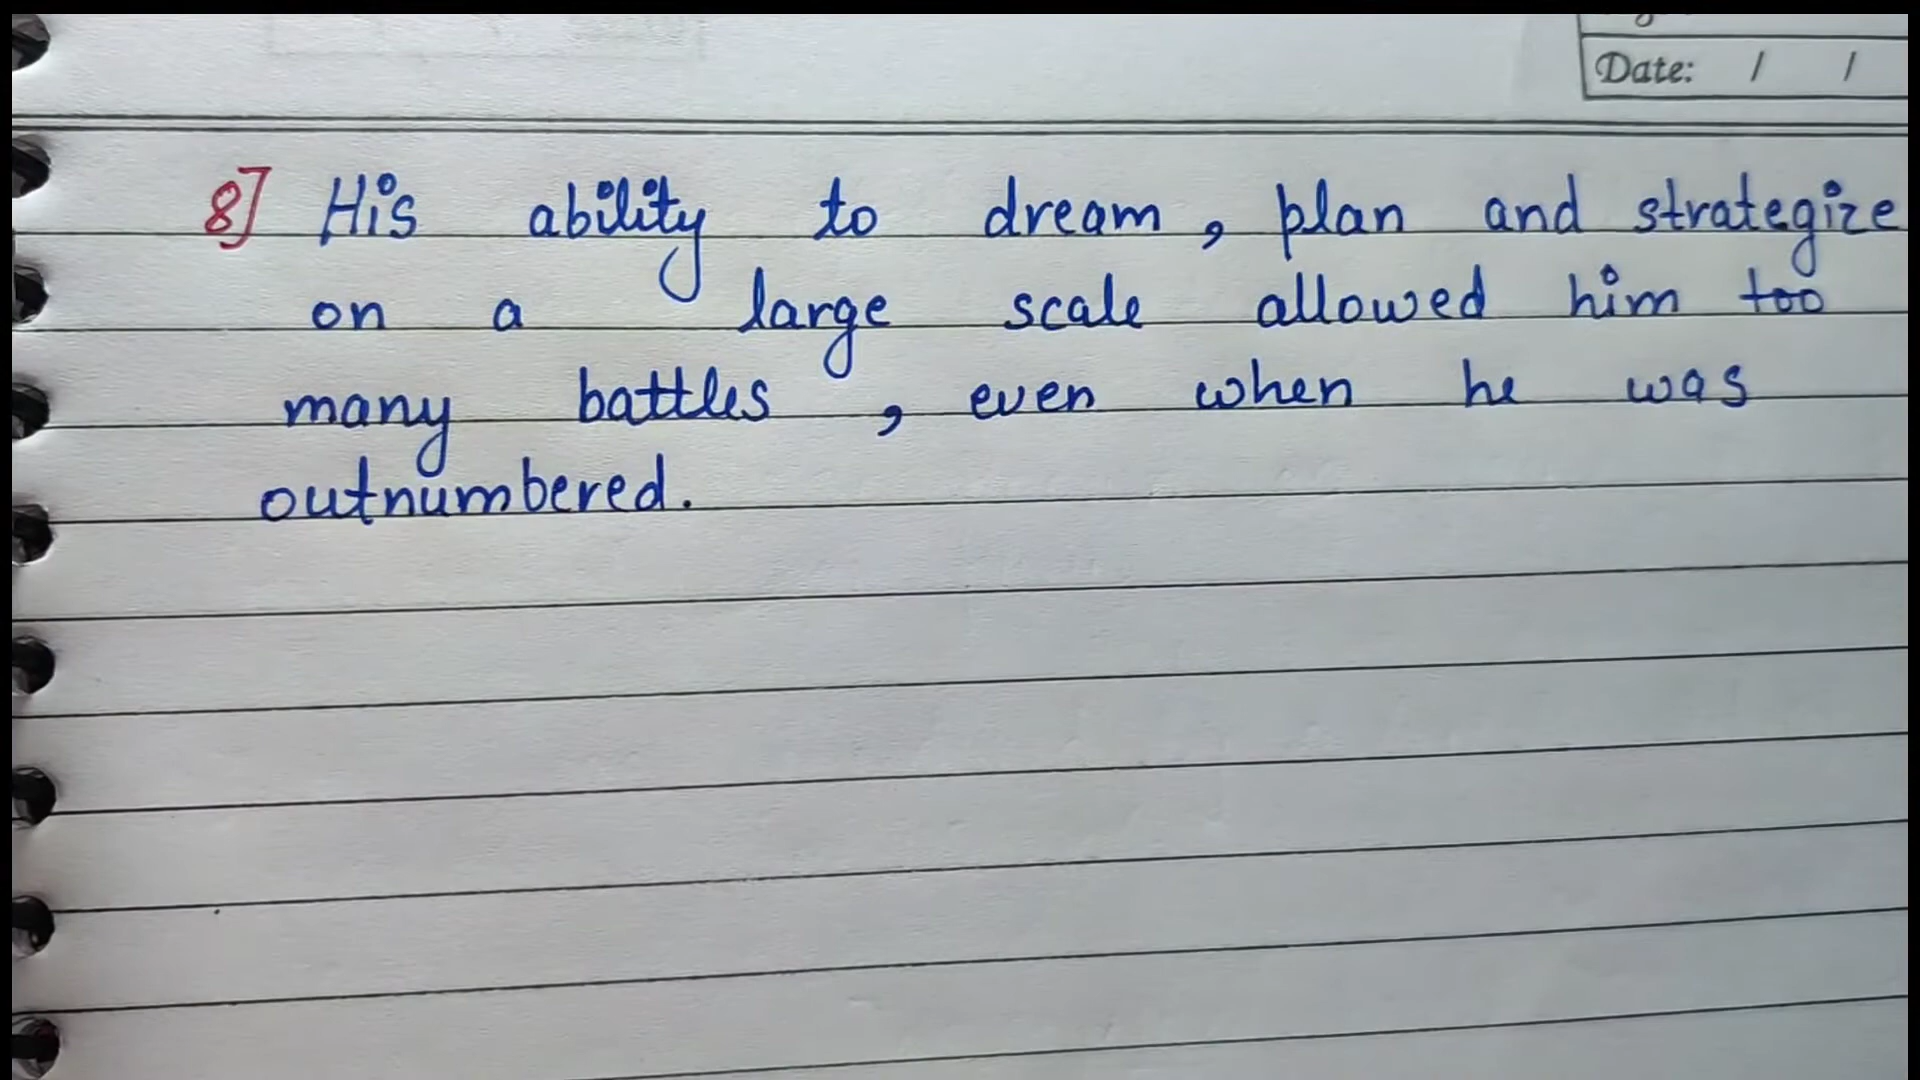 Date: / /
8] His ability to dream, plan and strategize
on a large scale allowed him too
many battles, even when he was
outnumbered.